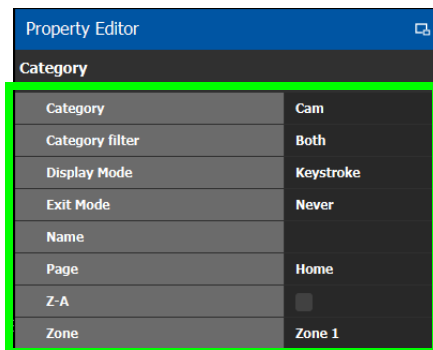 Property Editor
Category
Category Cam
Category filter Both
Display Mode Keystroke
Exit Mode Never
Name
Page Home
Z-A
Zone Zone 1